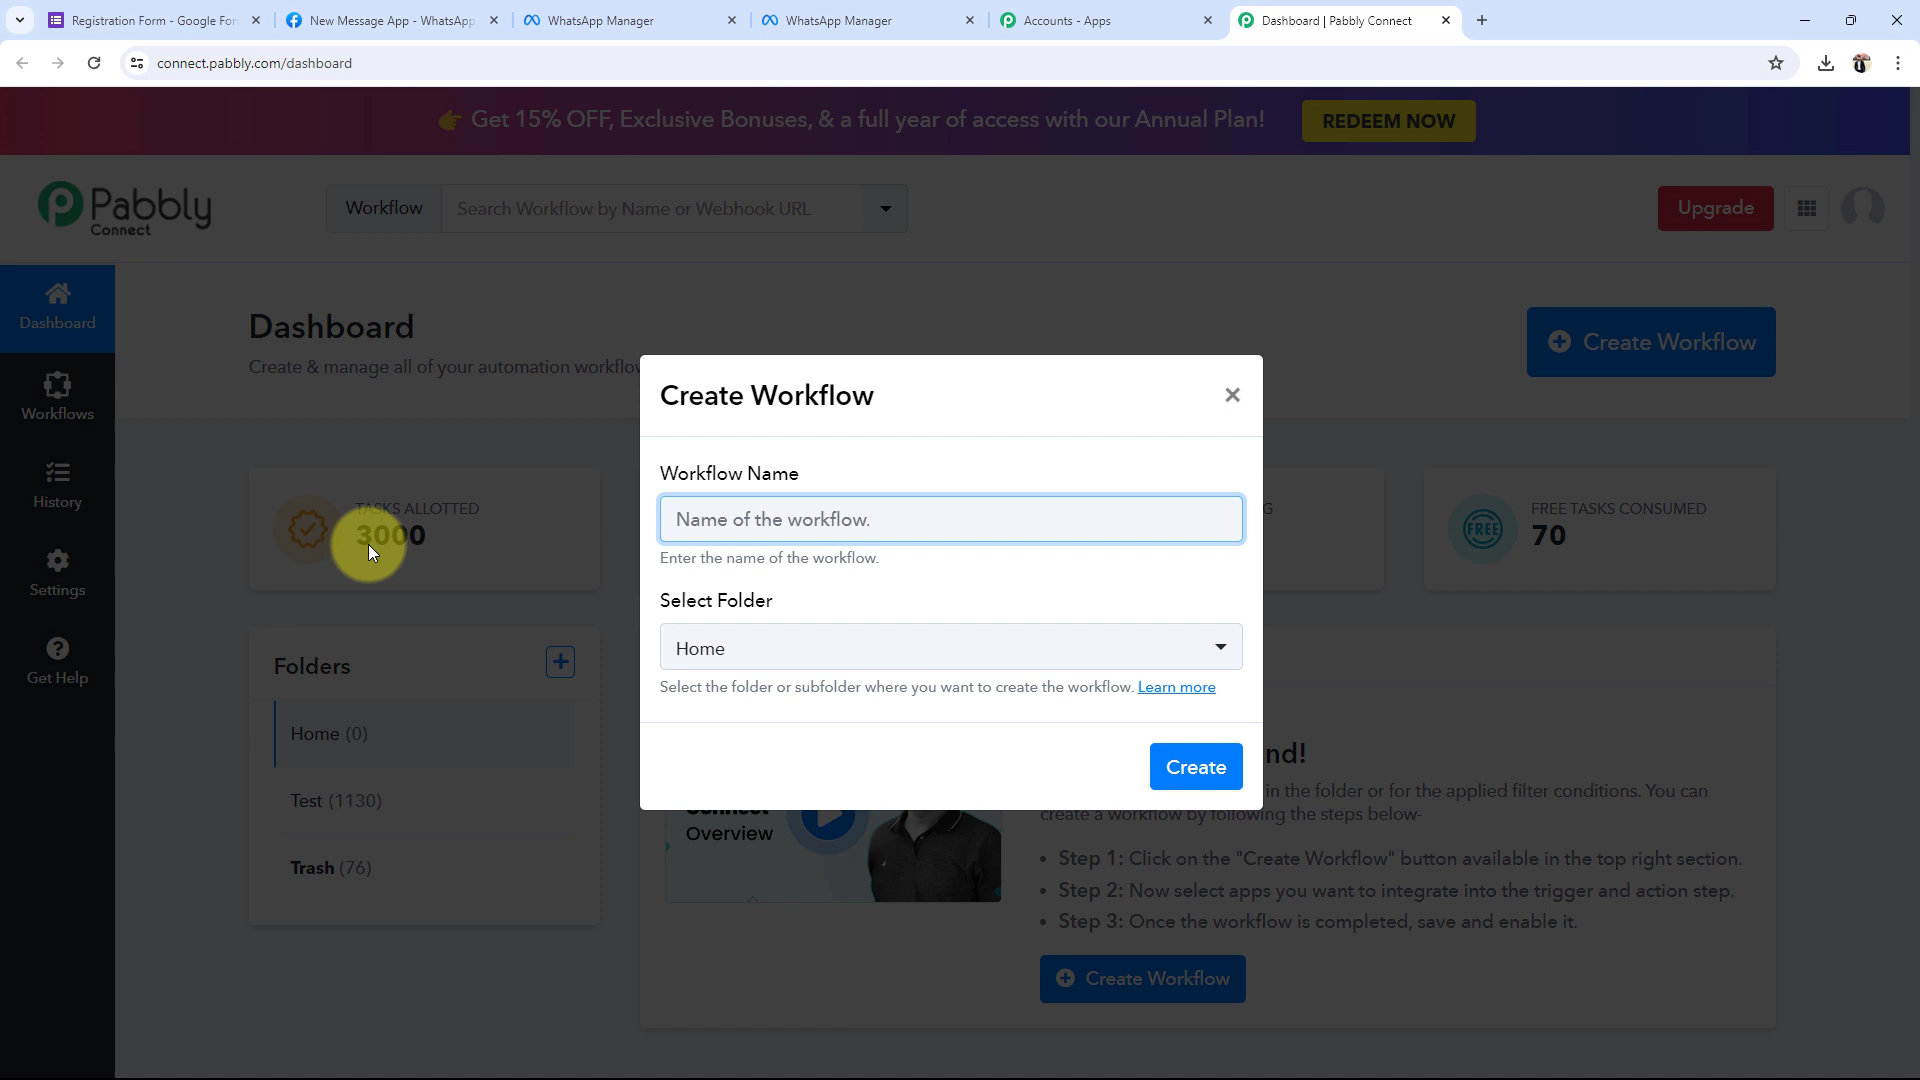 Registration Form - Google For
New Message App - WhatsApp
WhatsApp Manager
WhatsApp Manager
Accounts - Apps
Dashboard | Pabbly Connect
connect.pabbly.com/dashboard
👉 Get 15% OFF, Exclusive Bonuses, & a full year of access with our Annual Plan!
REDEEM NOW
Pabbly
Connect
Workflow
Search Workflow by Name or Webhook URL
Upgrade
Dashboard
Workflows
History
Settings
Get Help
Dashboard
Create & manage all of your automation workflow
Create Workflow
TASKS ALLOTTED
3000
G
FREE
FREE TASKS CONSUMED
70
Folders
Home (0)
Test (1130)
Trash (76)
Create Workflow
Workflow Name
Name of the workflow.
Enter the name of the workflow.
Select Folder
Home
Select the folder or subfolder where you want to create the workflow. Learn more
Create
nd!
in the folder or for the applied filter conditions. You can
create a workflow by following the steps below-
Connect
Overview
• Step 1: Click on the "Create Workflow" button available in the top right section.
• Step 2: Now select apps you want to integrate into the trigger and action step.
• Step 3: Once the workflow is completed, save and enable it.
Create Workflow